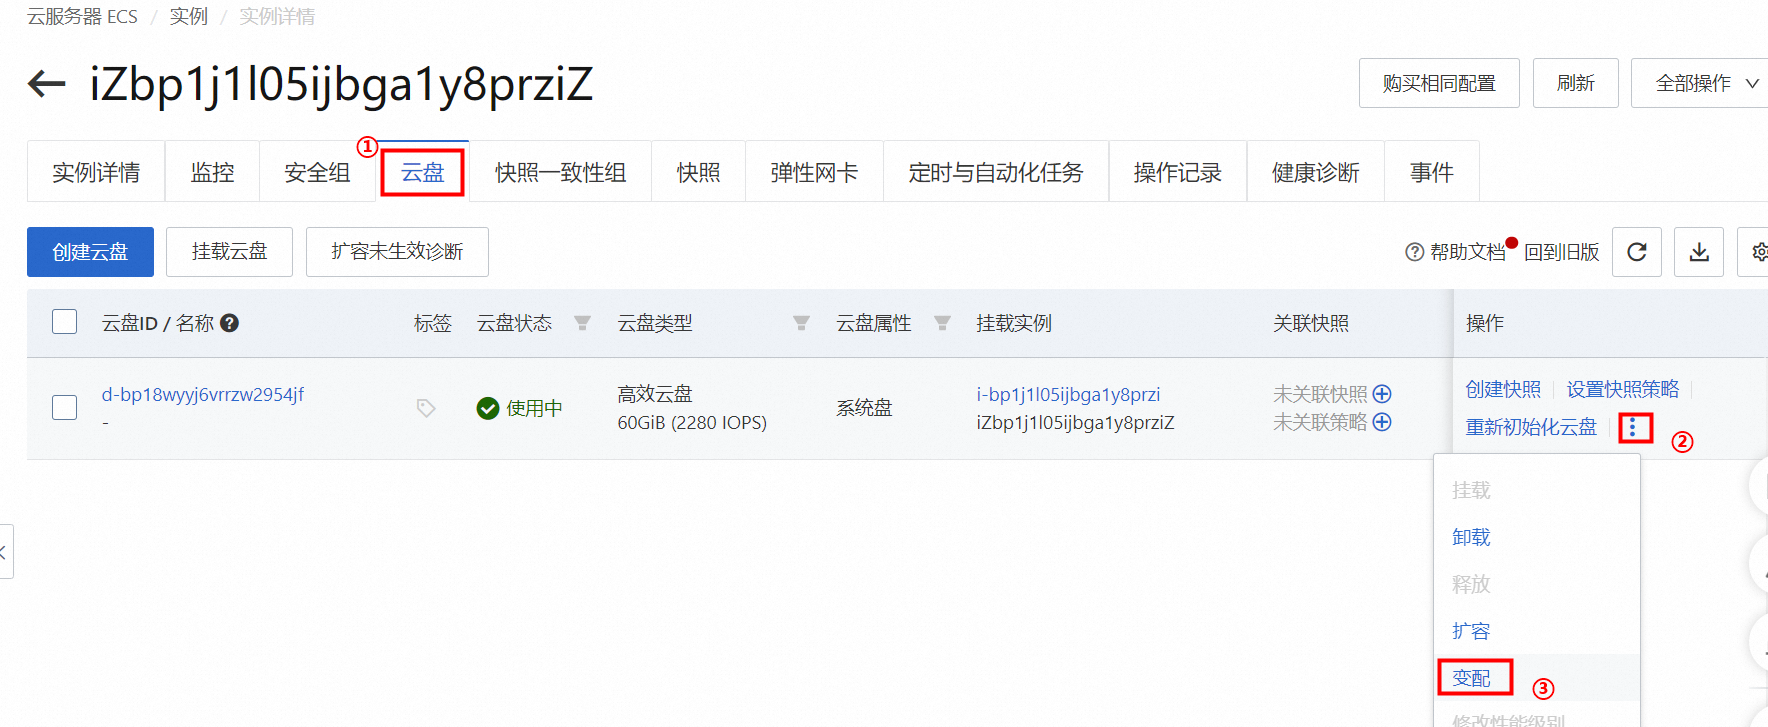 云服务器 ECS / 实例 / 实例详情
iZbp1j1l05ijbga1y8prziZ
购买相同配置 刷新 全部操作
①
实例详情 监控 安全组 云盘 快照一致性组 快照 弹性网卡 定时与自动化任务 操作记录 健康诊断 事件
创建云盘 挂载云盘 扩容未生效诊断 帮助文档 回到旧版
云盘ID / 名称 标签 云盘状态 云盘类型 云盘属性 挂载实例 关联快照 操作
d-bp18wyyj6vrrzw2954jf
-
使用中
高效云盘
60GiB (2280 IOPS)
系统盘
i-bp1j1l05ijbga1y8przi
iZbp1j1l05ijbga1y8prziZ
未关联快照
未关联策略
创建快照 设置快照策略
重新初始化云盘
②
挂载
卸载
释放
扩容
变配 ③
修改性能级别